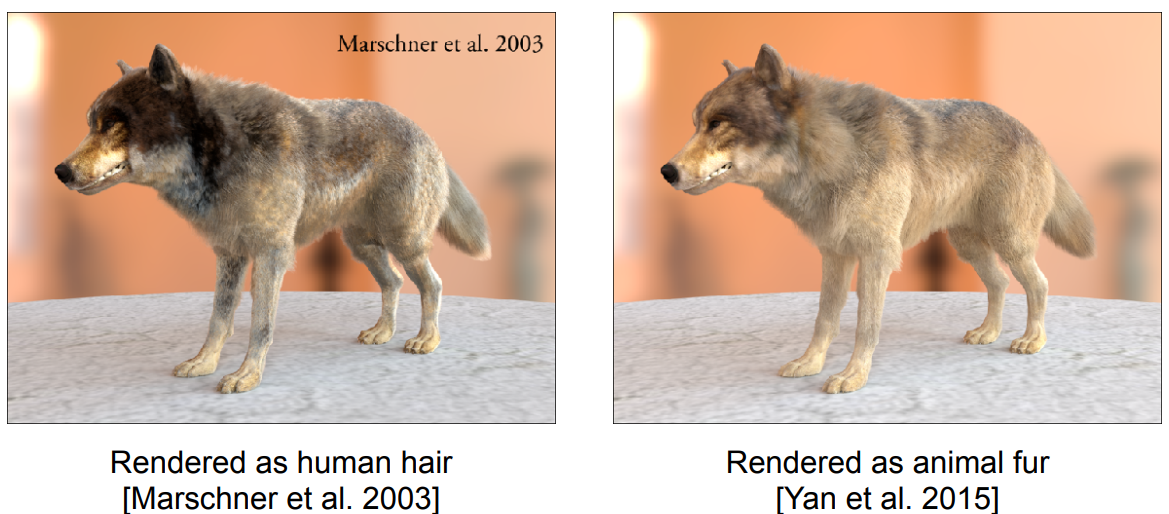 Marschner et al. 2003
Rendered as human hair
[Marschner et al. 2003]
Rendered as animal fur
[Yan et al. 2015]